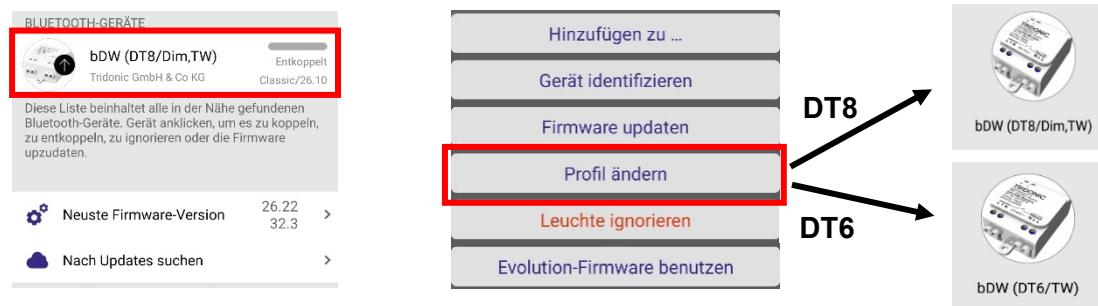 BLUETOOTH-GERÄTE
bDW (DT8/Dim,TW)
Entkoppelt
Tridonic GmbH & Co KG
Classic/26.10
Diese Liste beinhaltet alle in der Nähe gefundenen
Bluetooth-Geräte. Gerät anklicken, um es zu koppeln,
zu entkoppeln, zu ignorieren oder die Firmware
upzudaten.
Neuste Firmware-Version
26.22
32.3
Nach Updates suchen
Hinzufügen zu ...
Gerät identifizieren
Firmware updaten
Profil ändern
Leuchte ignorieren
Evolution-Firmware benutzen
DT8
DT6
TRIDONIC
bDW (DT8/Dim,TW)
TRIDONIC
bDW (DT6/TW)